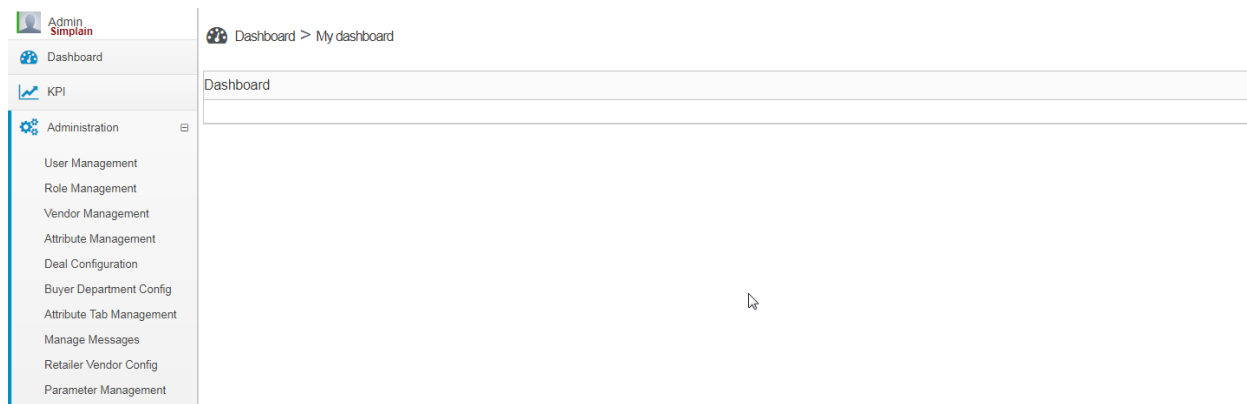 Admin
Simplain
Dashboard
KPI
Administration
User Management
Role Management
Vendor Management
Attribute Management
Deal Configuration
Buyer Department Config
Attribute Tab Management
Manage Messages
Retailer Vendor Config
Parameter Management
Dashboard > My dashboard
Dashboard